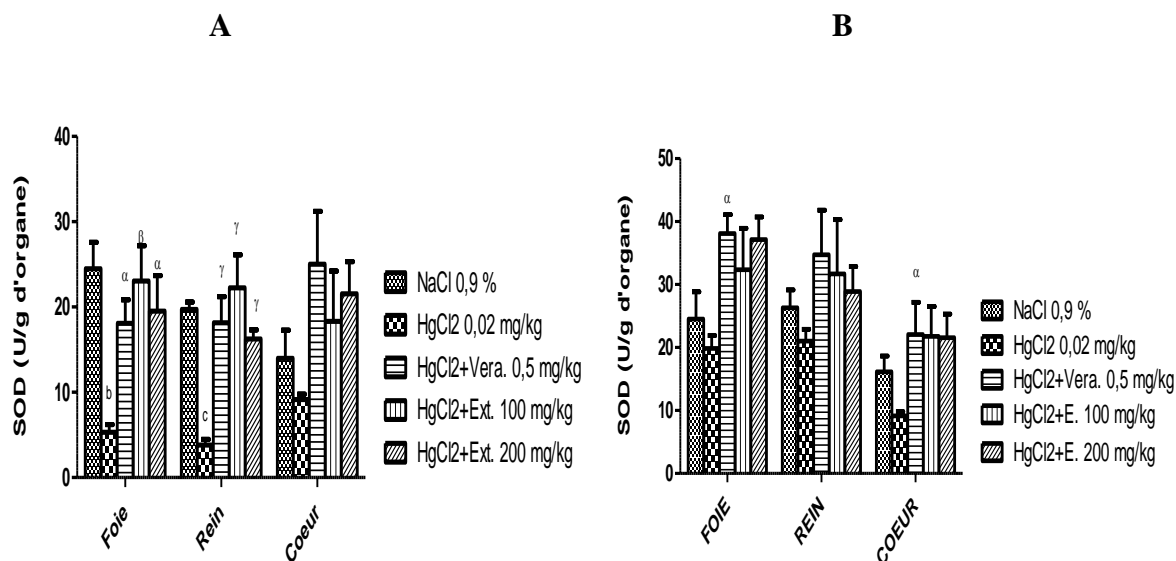 A
B
SOD (U/g d'organe)
40
30
20
10
0
b
α
β
α
c
γ
γ
γ
Foie
Rein
Coeur
NaCl 0,9 %
HgCl2 0,02 mg/kg
HgCl2+Vera. 0,5 mg/kg
HgCl2+Ext. 100 mg/kg
HgCl2+Ext. 200 mg/kg
SOD (U/g d'organe)
50
40
30
20
10
0
α
α
FOIE
REIN
COEUR
NaCl 0,9 %
HgCl2 0,02 mg/kg
HgCl2+Vera. 0,5 mg/kg
HgCl2+E. 100 mg/kg
HgCl2+E. 200 mg/kg